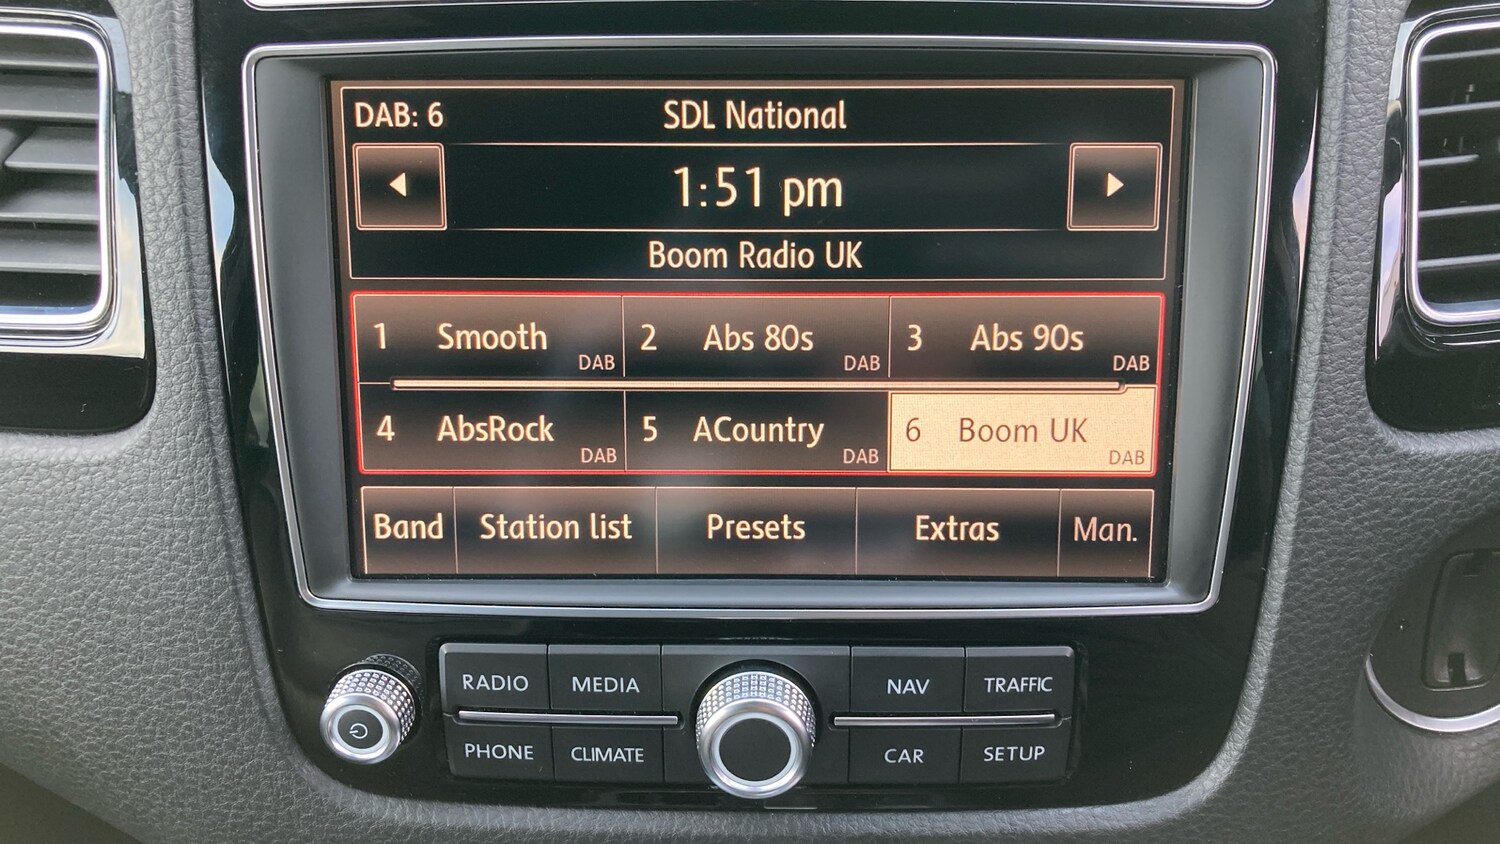 DAB: 6 SDL National
1:51 pm
Boom Radio UK
1 Smooth DAB 2 Abs 80s DAB 3 Abs 90s DAB
4 AbsRock DAB 5 ACountry DAB 6 Boom UK DAB
Band Station list Presets Extras Man.
RADIO MEDIA NAV TRAFFIC
PHONE CLIMATE CAR SETUP